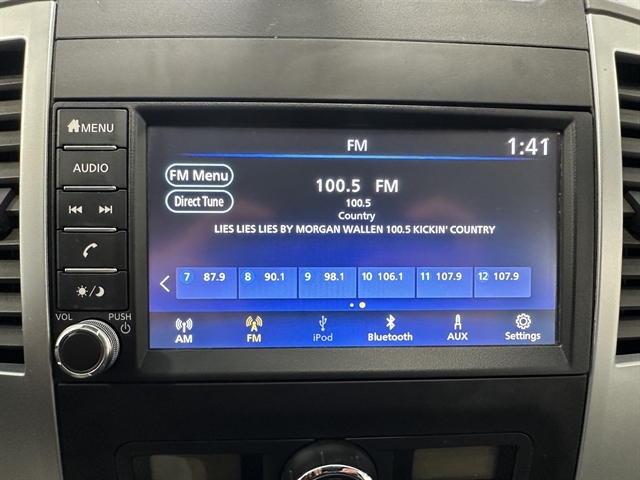 MENU
AUDIO
VOL
PUSH
FM
1:41
FM Menu
Direct Tune
100.5 FM
100.5
Country
LIES LIES LIES BY MORGAN WALLEN 100.5 KICKIN' COUNTRY
7 87.9
8 90.1
9 98.1
10 106.1
11 107.9
12 107.9
AM
FM
iPod
Bluetooth
AUX
Settings